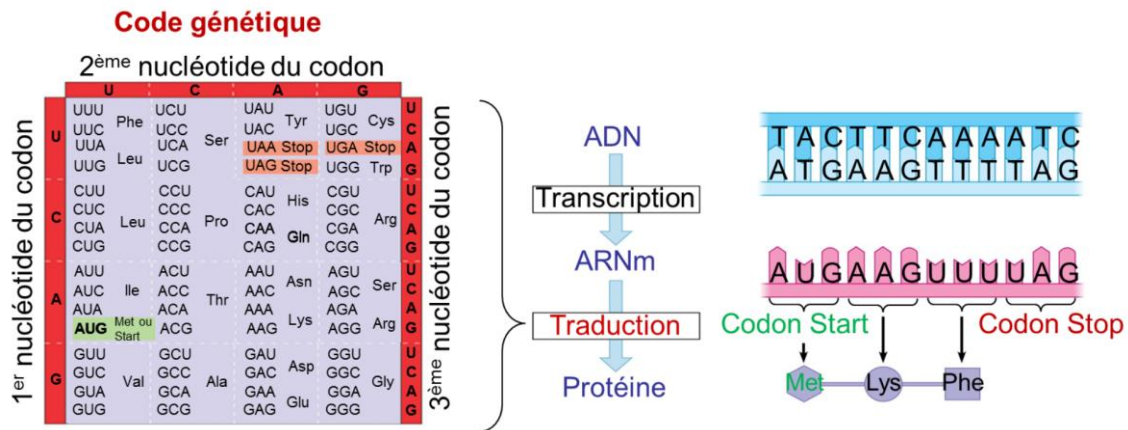 Code génétique
2ème nucléotide du codon
U C A G
1er nucléotide du codon
U
UUU UCU UAU UGU U
Phe Tyr Cys
UUC UCC UAC UGC C
Ser
UUA UCA UAA Stop UGA Stop A
Leu
UUG UCG UAG Stop UGG Trp G
C
CUU CCU CAU CGU U
His
CUC CCC CAC CGC C
Leu Pro Arg
CUA CCA CAA CGA A
Gln
CUG CCG CAG CGG G
A
AUU ACU AAU AGU U
Asn Ser
AUC Ile ACC AAC AGC C
Thr
AUA ACA AAA AGA A
Lys Arg
AUG Met ou Start ACG AAG AGG G
G
GUU GCU GAU GGU U
Asp
GUC GCC GAC GGC C
Val Ala Gly
GUA GCA GAA GGA A
Glu
GUG GCG GAG GGG G
3ème nucléotide du codon
ADN
Transcription
ARNm
Traduction
Protéine
TACTTCAAAATC
ATGAAGTTTTAG
AUGAAGUUUUAG
Codon Start Codon Stop
Met Lys Phe